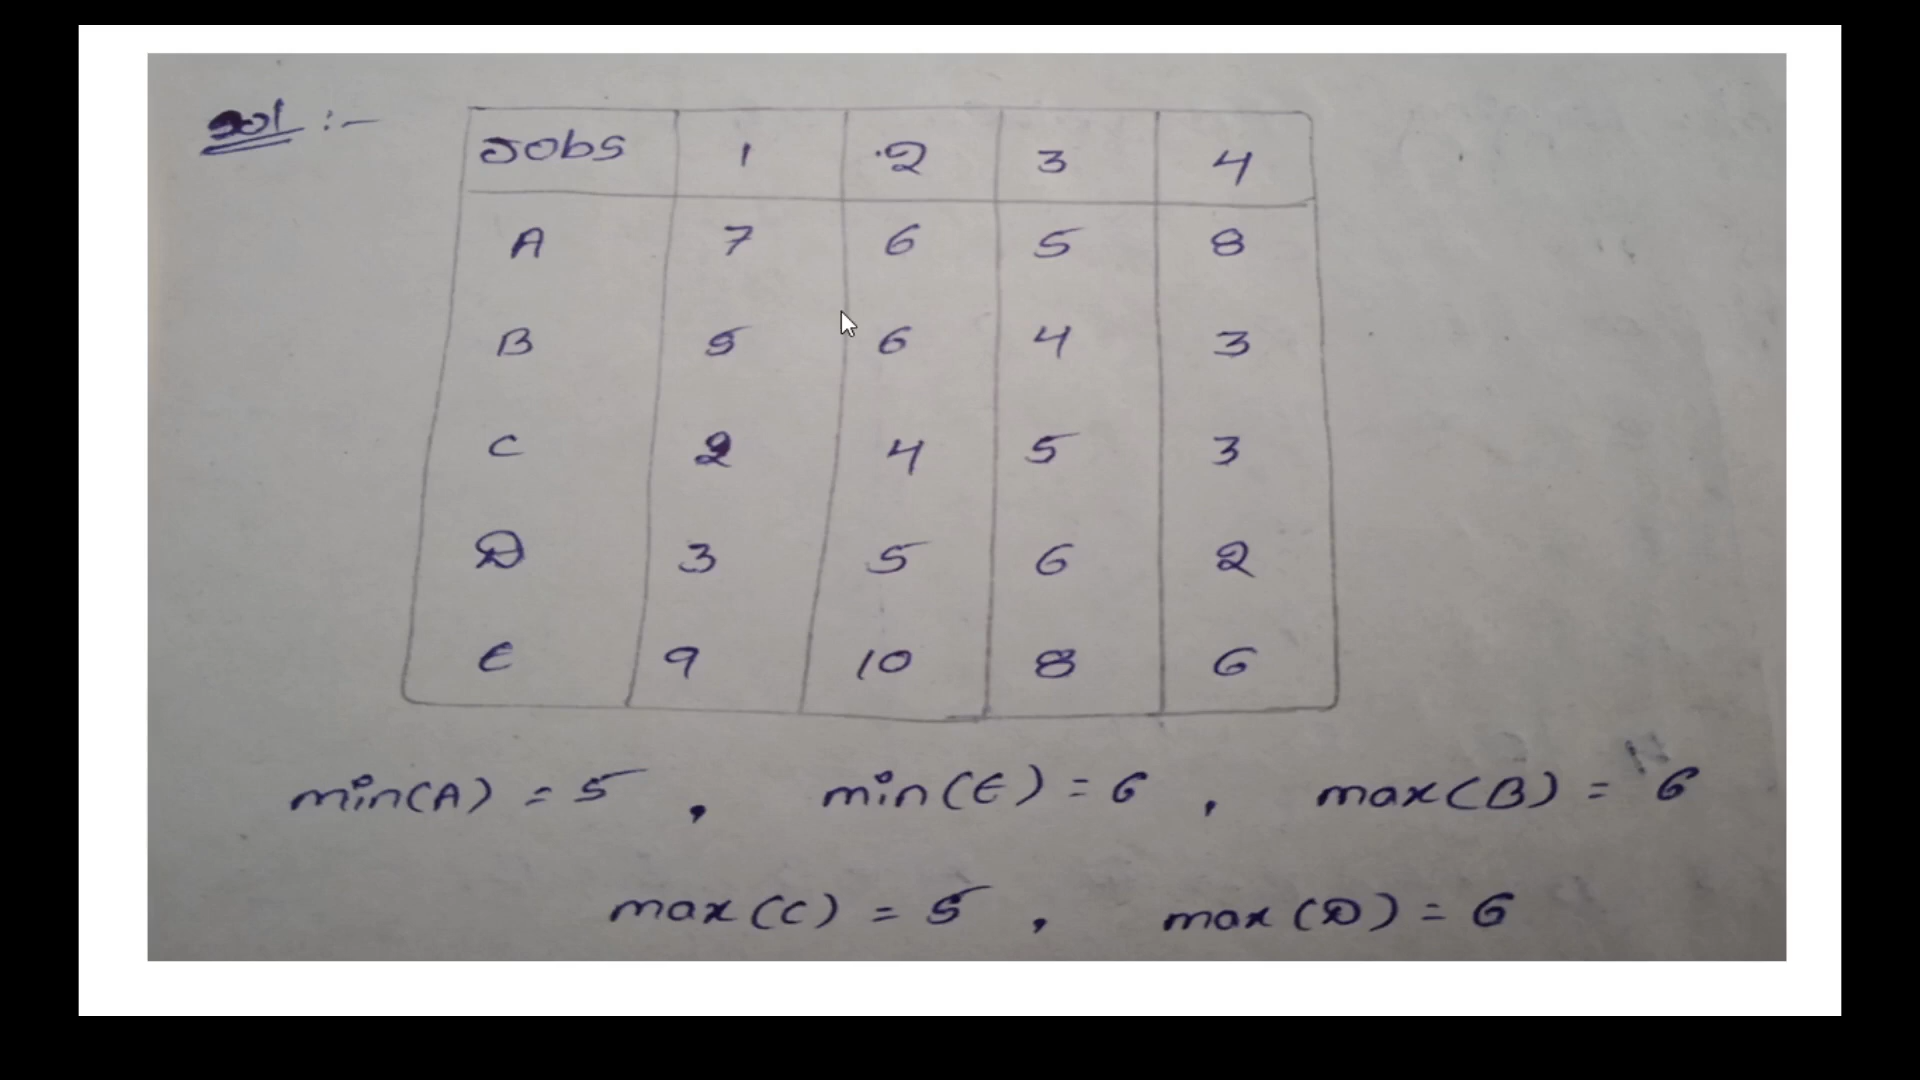 Sol :-
Jobs 1 2 3 4
A 7 6 5 8
B 5 6 4 3
C 2 4 5 3
D 3 5 6 2
E 9 10 8 6
min(A) = 5 , min(E) = 6 , max(B) = 6
max(C) = 5 , max(D) = 6